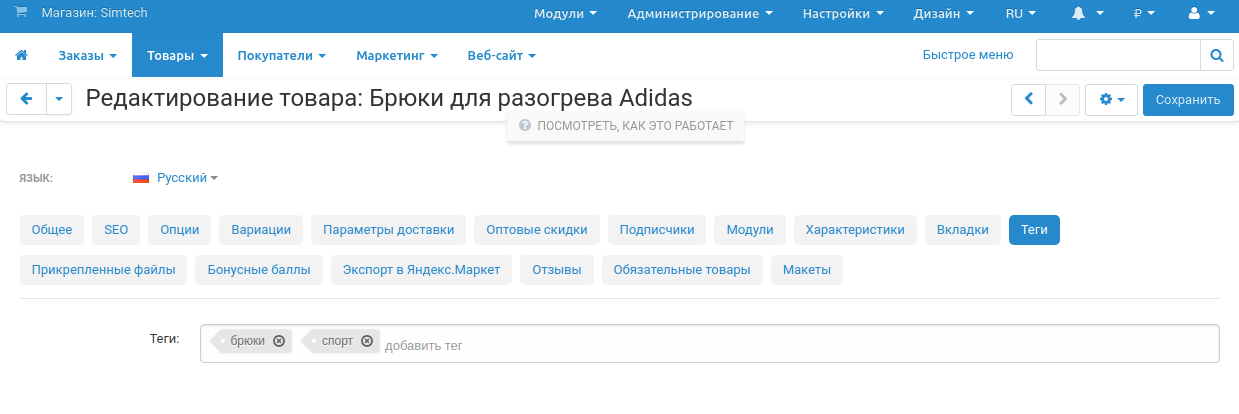 Магазин: Simtech Модули Администрирование Настройки Дизайн RU ₽
Заказы Товары Покупатели Маркетинг Веб-сайт Быстрое меню
Редактирование товара: Брюки для разогрева Adidas Сохранить
ПОСМОТРЕТЬ, КАК ЭТО РАБОТАЕТ
ЯЗЫК: Русский
Общее SEO Опции Вариации Параметры доставки Оптовые скидки Подписчики Модули Характеристики Вкладки Теги
Прикрепленные файлы Бонусные баллы Экспорт в Яндекс.Маркет Отзывы Обязательные товары Макеты
Теги: брюки спорт добавить тег